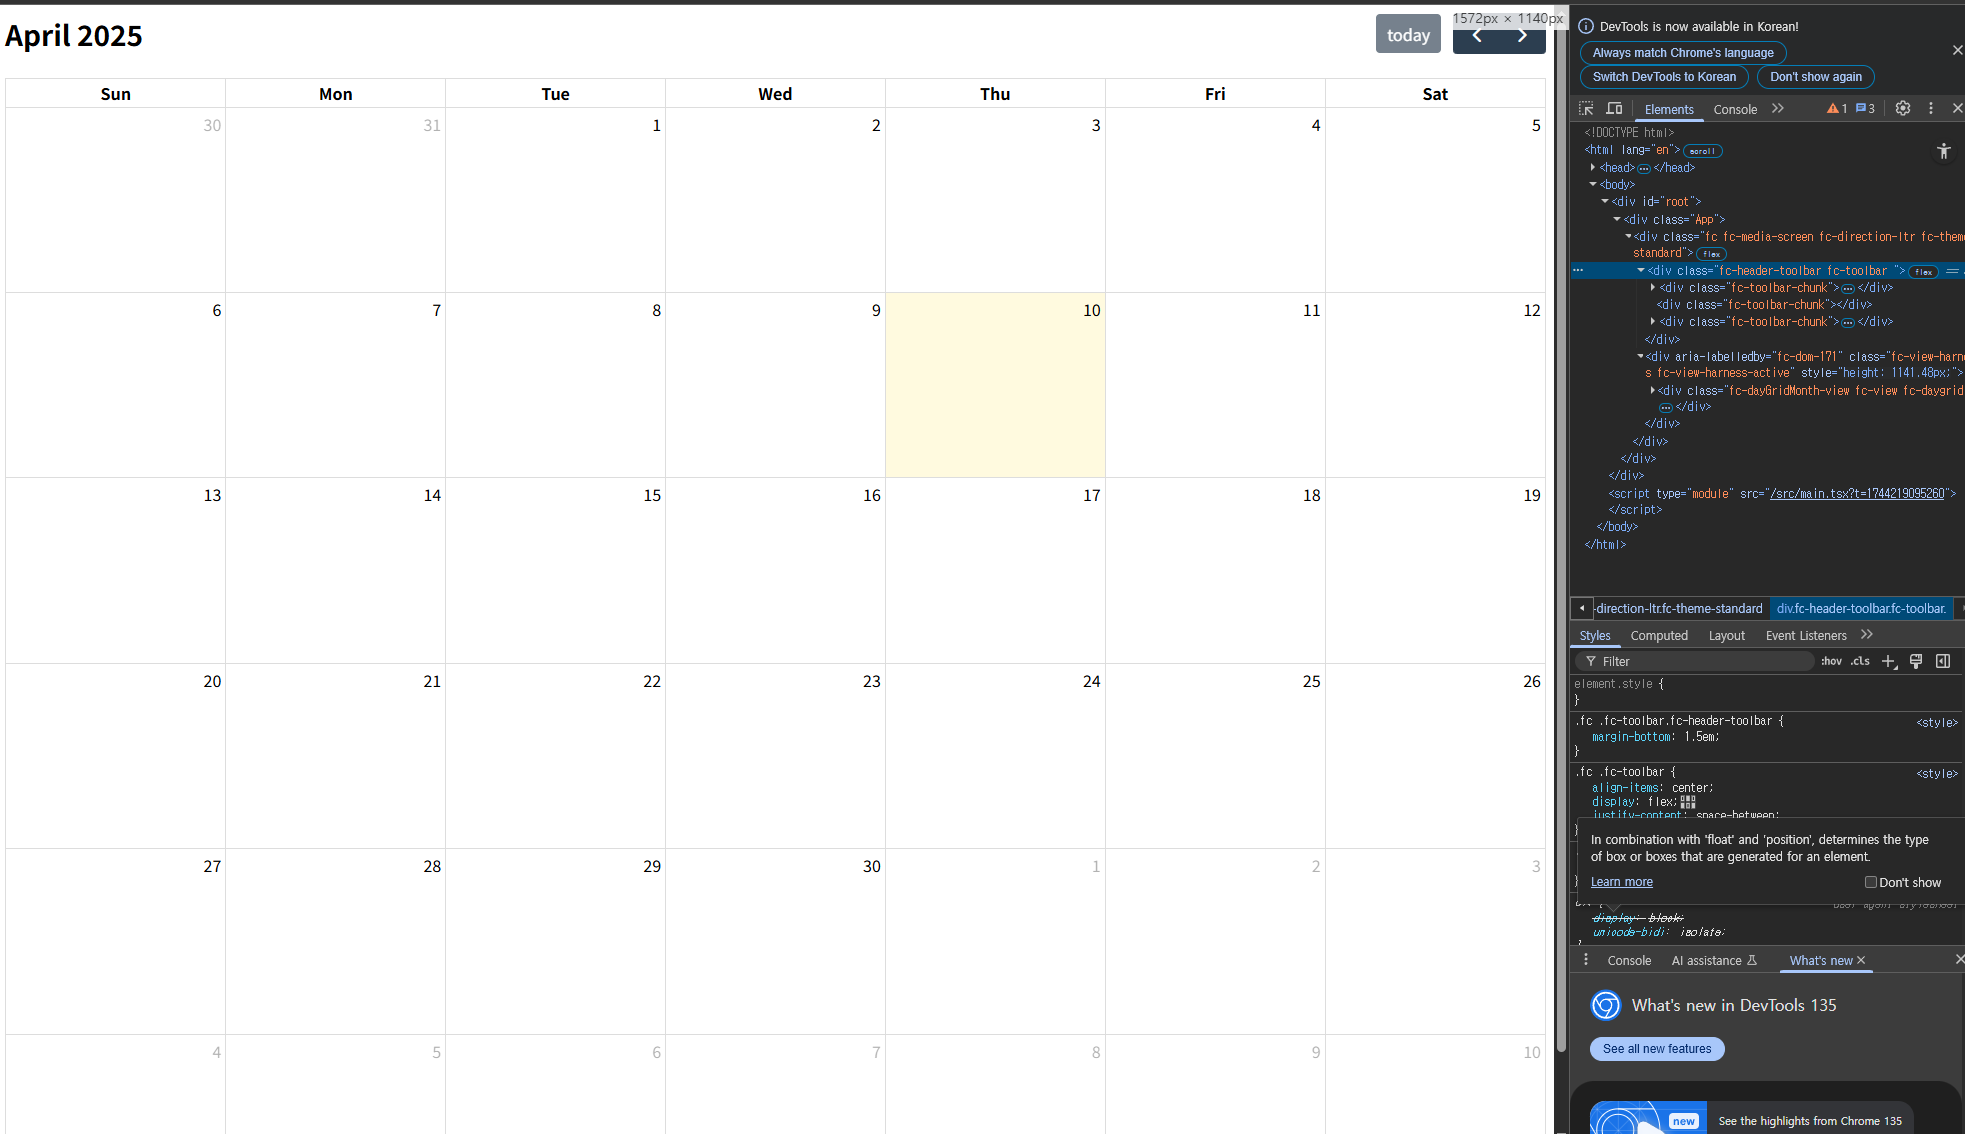 April 2025
today
1572px × 1140px
Sun Mon Tue Wed Thu Fri Sat
30 31 1 2 3 4 5
6 7 8 9 10 11 12
13 14 15 16 17 18 19
20 21 22 23 24 25 26
27 28 29 30 1 2 3
4 5 6 7 8 9 10
DevTools is now available in Korean!
Always match Chrome's language
Switch DevTools to Korean Don't show again
Elements Console 1 3
<!DOCTYPE html>
<html lang="en"> scroll
<head> ••• </head>
<body>
<div id="root">
<div class="App">
<div class="fc fc-media-screen fc-direction-ltr fc-them
standard"> flex
••• <div class="fc-header-toolbar fc-toolbar "> flex ==
<div class="fc-toolbar-chunk"> ••• </div>
<div class="fc-toolbar-chunk"></div>
<div class="fc-toolbar-chunk"> ••• </div>
</div>
<div aria-labelledby="fc-dom-171" class="fc-view-harn
s fc-view-harness-active" style="height: 1141.48px;">
<div class="fc-dayGridMonth-view fc-view fc-daygrid
••• </div>
</div>
</div>
</div>
</div>
<script type="module" src="/src/main.tsx?t=1744219095260">
</script>
</body>
</html>
-direction-ltr.fc-theme-standard div.fc-header-toolbar.fc-toolbar.
Styles Computed Layout Event Listeners
Filter :hov .cls
element.style {
}
.fc .fc-toolbar.fc-header-toolbar { <style>
margin-bottom: 1.5em;
}
.fc .fc-toolbar { <style>
align-items: center;
display: flex;
justify-content: space-between;
}
In combination with 'float' and 'position', determines the type
of box or boxes that are generated for an element.
Learn more Don't show
user agent stylesheet
display: block;
unicode-bidi: isolate;
}
Console AI assistance What's new
What's new in DevTools 135
See all new features
new See the highlights from Chrome 135